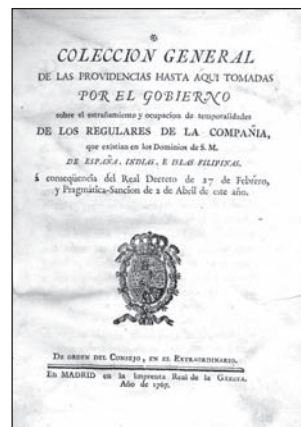 COLECCION GENERAL
DE LAS PROVIDENCIAS HASTA AQUI TOMADAS
POR EL GOBIERNO
sobre el estrañamiento y ocupacion de temporalidades
DE LOS REGULARES DE LA COMPAÑIA,
que existian en los Dominios de S. M.
DE ESPAÑA, INDIAS, E ISLAS FILIPINAS,
á conseqüencia del Real Decreto de 27 de Febrero,
y Pragmática-Sancion de 2 de Abril de este año.
DE ORDEN DEL CONSEJO, EN EL EXTRAORDINARIO.
En MADRID en la Imprenta Real de la GAZETA.
Año de 1767.